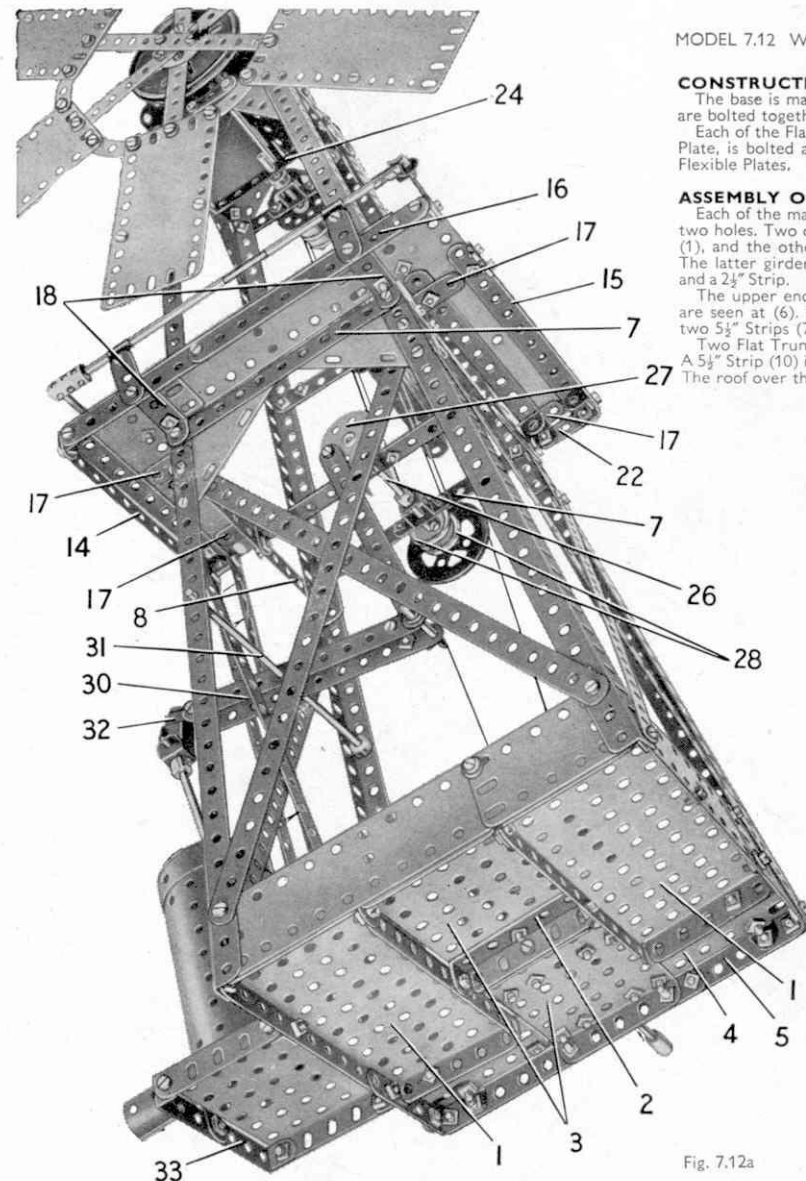 MODEL 7.12 W
CONSTRUCTI
The base is ma
are bolted togeth
Each of the Fla
Plate, is bolted a
Flexible Plates.
ASSEMBLY O
Each of the ma
two holes. Two o
(1), and the othe
The latter girder
and a 2½″ Strip.
The upper end
are seen at (6).
two 5½″ Strips (7
Two Flat Trun
A 5½″ Strip (10) i
The roof over th
24
16
17
15
18
7
27
17
22
17
14
7
17
8
26
31
28
30
32
1
4
5
2
3
1
33
Fig. 7.12a